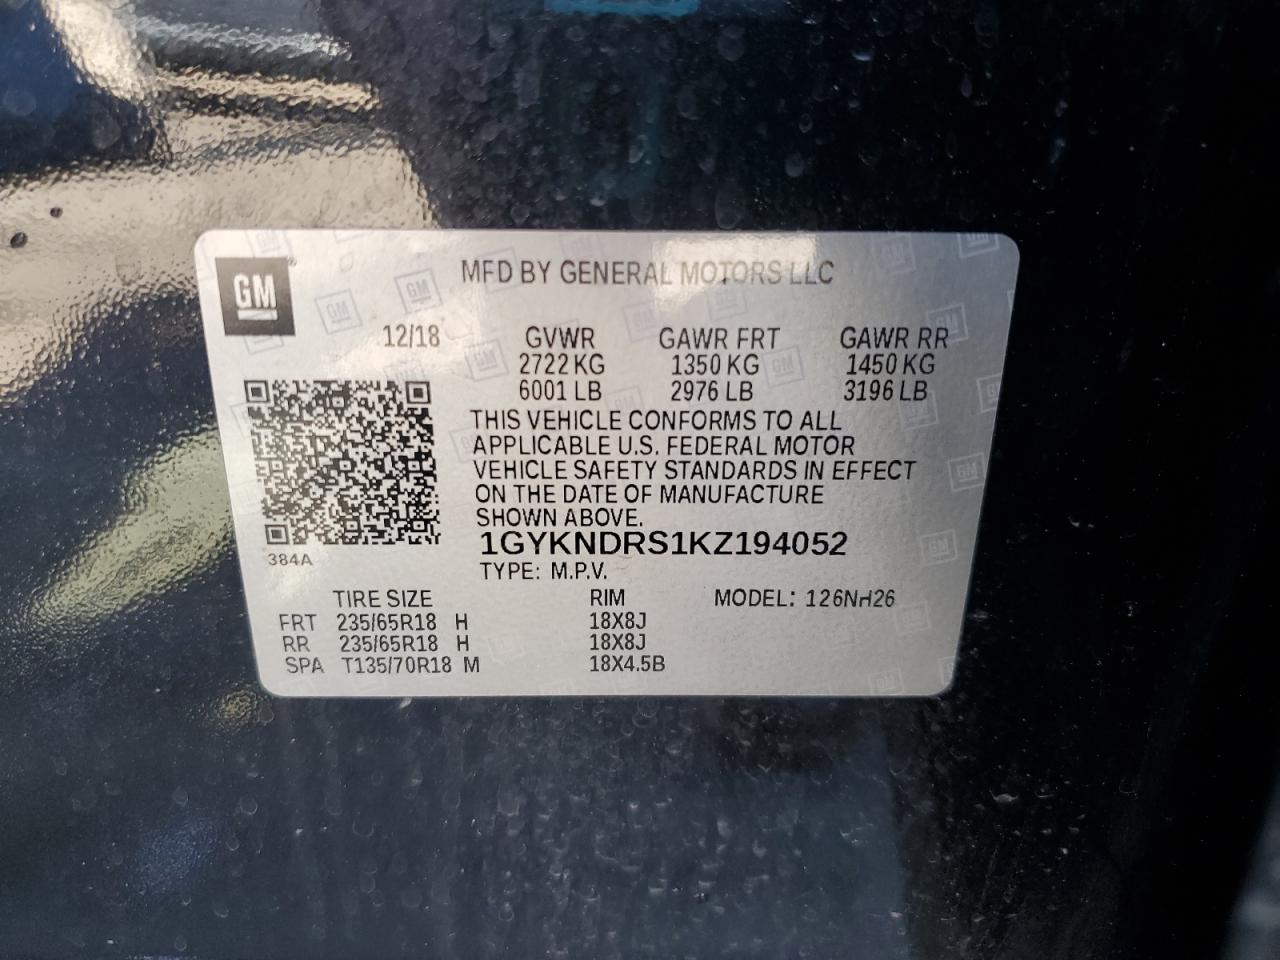 GM
MFD BY GENERAL MOTORS LLC
12/18 GVWR GAWR FRT GAWR RR
2722 KG 1350 KG 1450 KG
6001 LB 2976 LB 3196 LB
THIS VEHICLE CONFORMS TO ALL
APPLICABLE U.S. FEDERAL MOTOR
VEHICLE SAFETY STANDARDS IN EFFECT
ON THE DATE OF MANUFACTURE
SHOWN ABOVE.
1GYKNDRS1KZ194052
384A
TYPE: M.P.V.
TIRE SIZE RIM MODEL: 126NH26
FRT 235/65R18 H 18X8J
RR 235/65R18 H 18X8J
SPA T135/70R18 M 18X4.5B